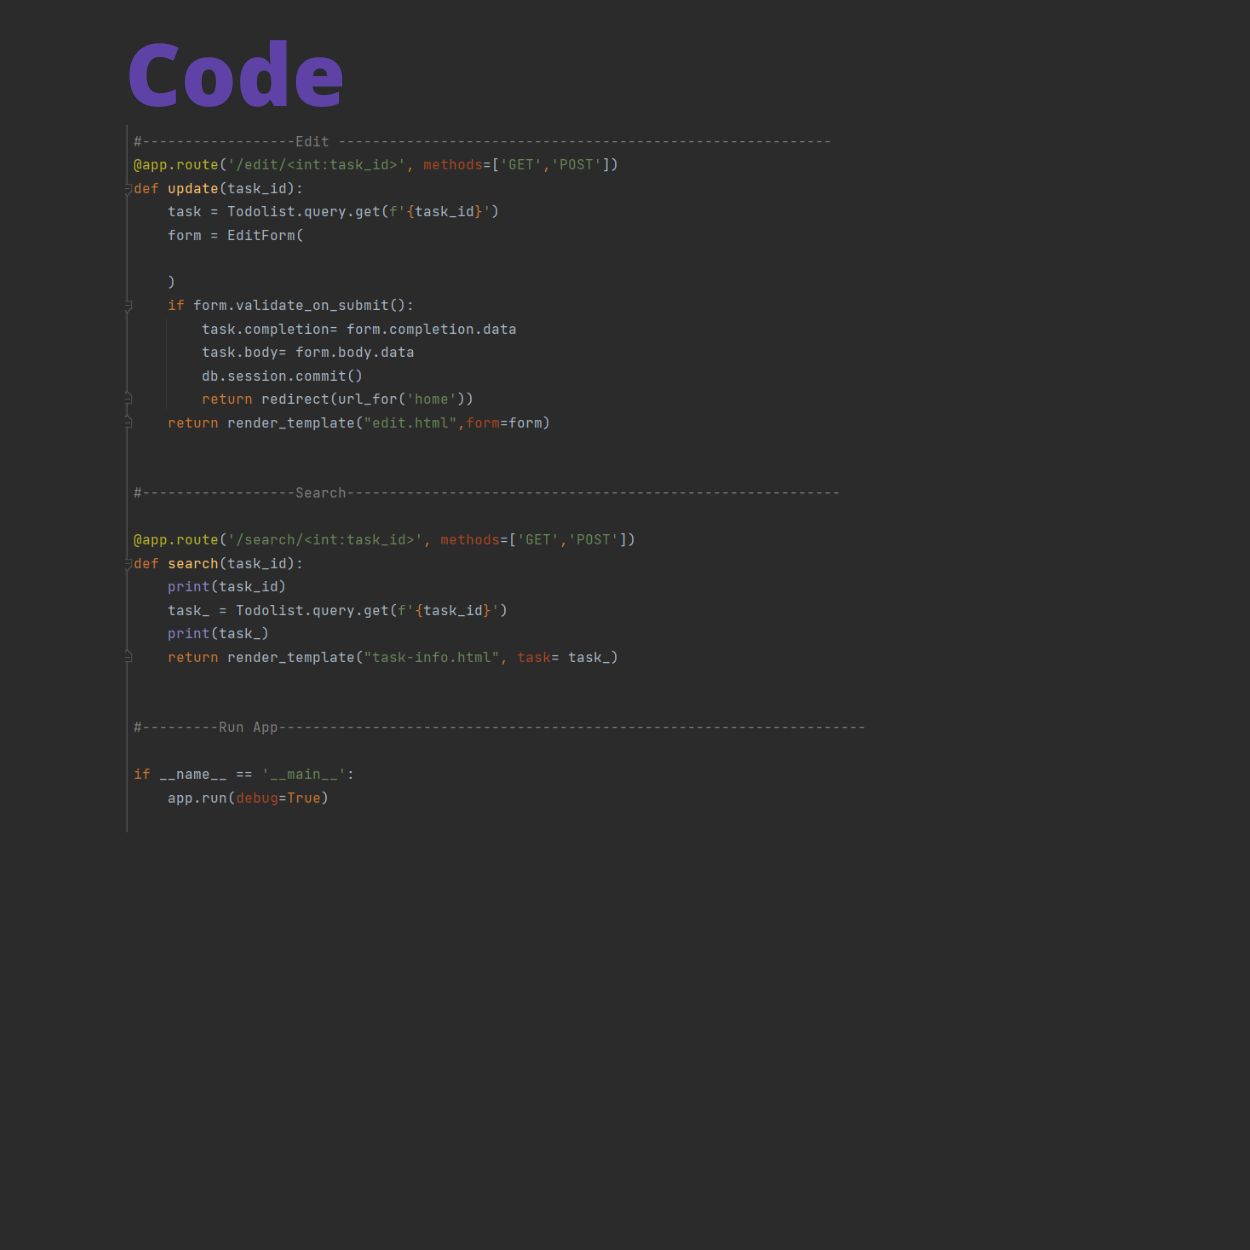 Code
#------------------Edit ----------------------------------------------------------
@app.route('/edit/<int:task_id>', methods=['GET','POST'])
def update(task_id):
    task = Todolist.query.get(f'{task_id}')
    form = EditForm(
    )
    if form.validate_on_submit():
        task.completion= form.completion.data
        task.body= form.body.data
        db.session.commit()
        return redirect(url_for('home'))
    return render_template("edit.html",form=form)
#------------------Search----------------------------------------------------------
@app.route('/search/<int:task_id>', methods=['GET','POST'])
def search(task_id):
    print(task_id)
    task_ = Todolist.query.get(f'{task_id}')
    print(task_)
    return render_template("task-info.html", task= task_)
#---------Run App---------------------------------------------------------------------
if __name__ == '__main__':
    app.run(debug=True)